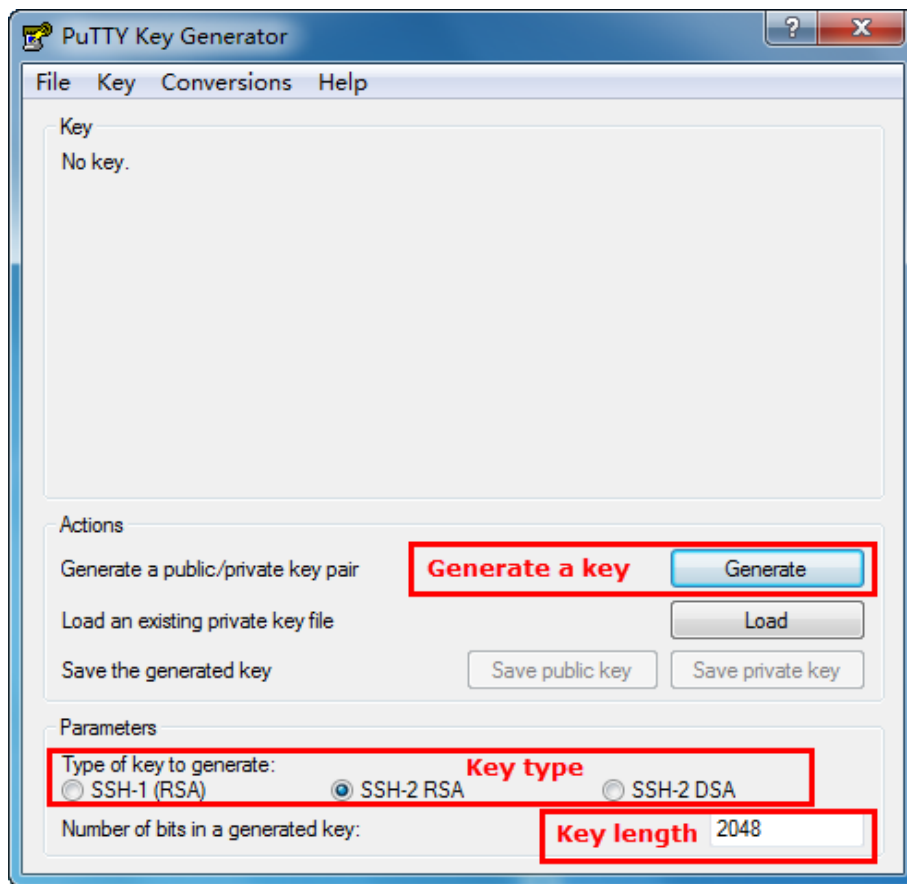 PuTTY Key Generator
File Key Conversions Help
Key
No key.
Actions
Generate a public/private key pair Generate a key Generate
Load an existing private key file Load
Save the generated key Save public key Save private key
Parameters
Type of key to generate: Key type
SSH-1 (RSA) SSH-2 RSA SSH-2 DSA
Number of bits in a generated key: Key length 2048